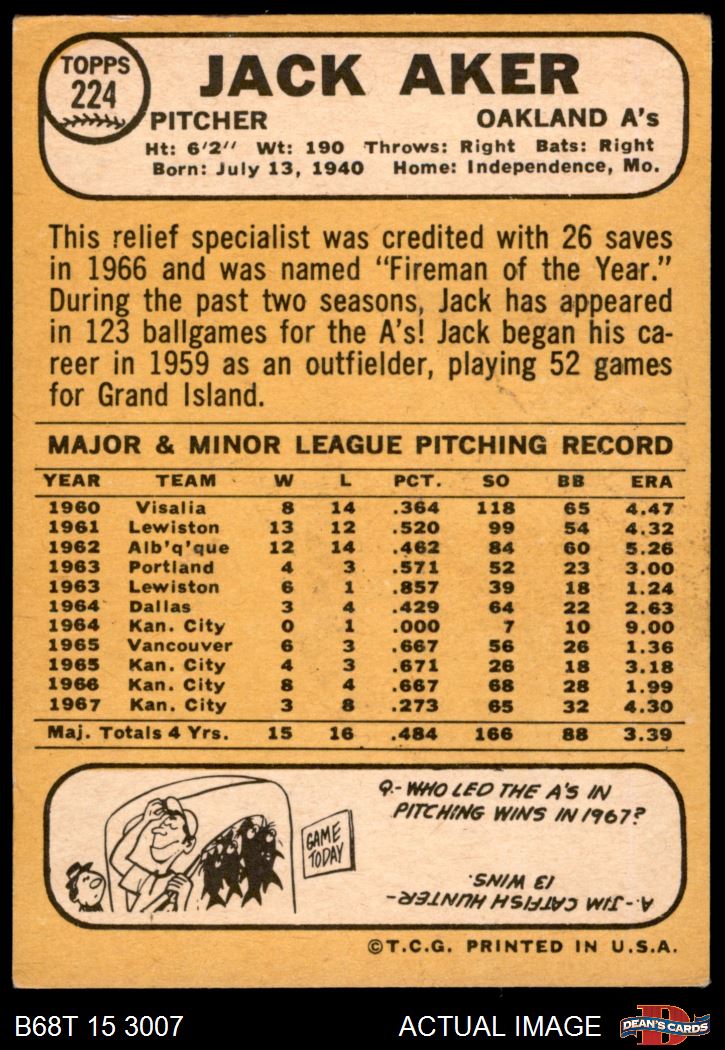 TOPPS
224
JACK AKER
PITCHER OAKLAND A's
Ht: 6'2" Wt: 190 Throws: Right Bats: Right
Born: July 13, 1940 Home: Independence, Mo.
This relief specialist was credited with 26 saves
in 1966 and was named "Fireman of the Year."
During the past two seasons, Jack has appeared
in 123 ballgames for the A's! Jack began his ca-
reer in 1959 as an outfielder, playing 52 games
for Grand Island.
MAJOR & MINOR LEAGUE PITCHING RECORD
YEAR TEAM W L PCT. SO BB ERA
1960 Visalia 8 14 .364 118 65 4.47
1961 Lewiston 13 12 .520 99 54 4.32
1962 Alb'q'que 12 14 .462 84 60 5.26
1963 Portland 4 3 .571 52 23 3.00
1963 Lewiston 6 1 .857 39 18 1.24
1964 Dallas 3 4 .429 64 22 2.63
1964 Kan. City 0 1 .000 7 10 9.00
1965 Vancouver 6 3 .667 56 26 1.36
1965 Kan. City 4 3 .671 26 18 3.18
1966 Kan. City 8 4 .667 68 28 1.99
1967 Kan. City 3 8 .273 65 32 4.30
Maj. Totals 4 Yrs. 15 16 .484 166 88 3.39
GAME
TODAY
Q.- WHO LED THE A'S IN
PITCHING WINS IN 1967?
A.- JIM CATFISH HUNTER-
13 WINS.
©T.C.G. PRINTED IN U.S.A.
B68T 15 3007 ACTUAL IMAGE
DEAN'S CARDS